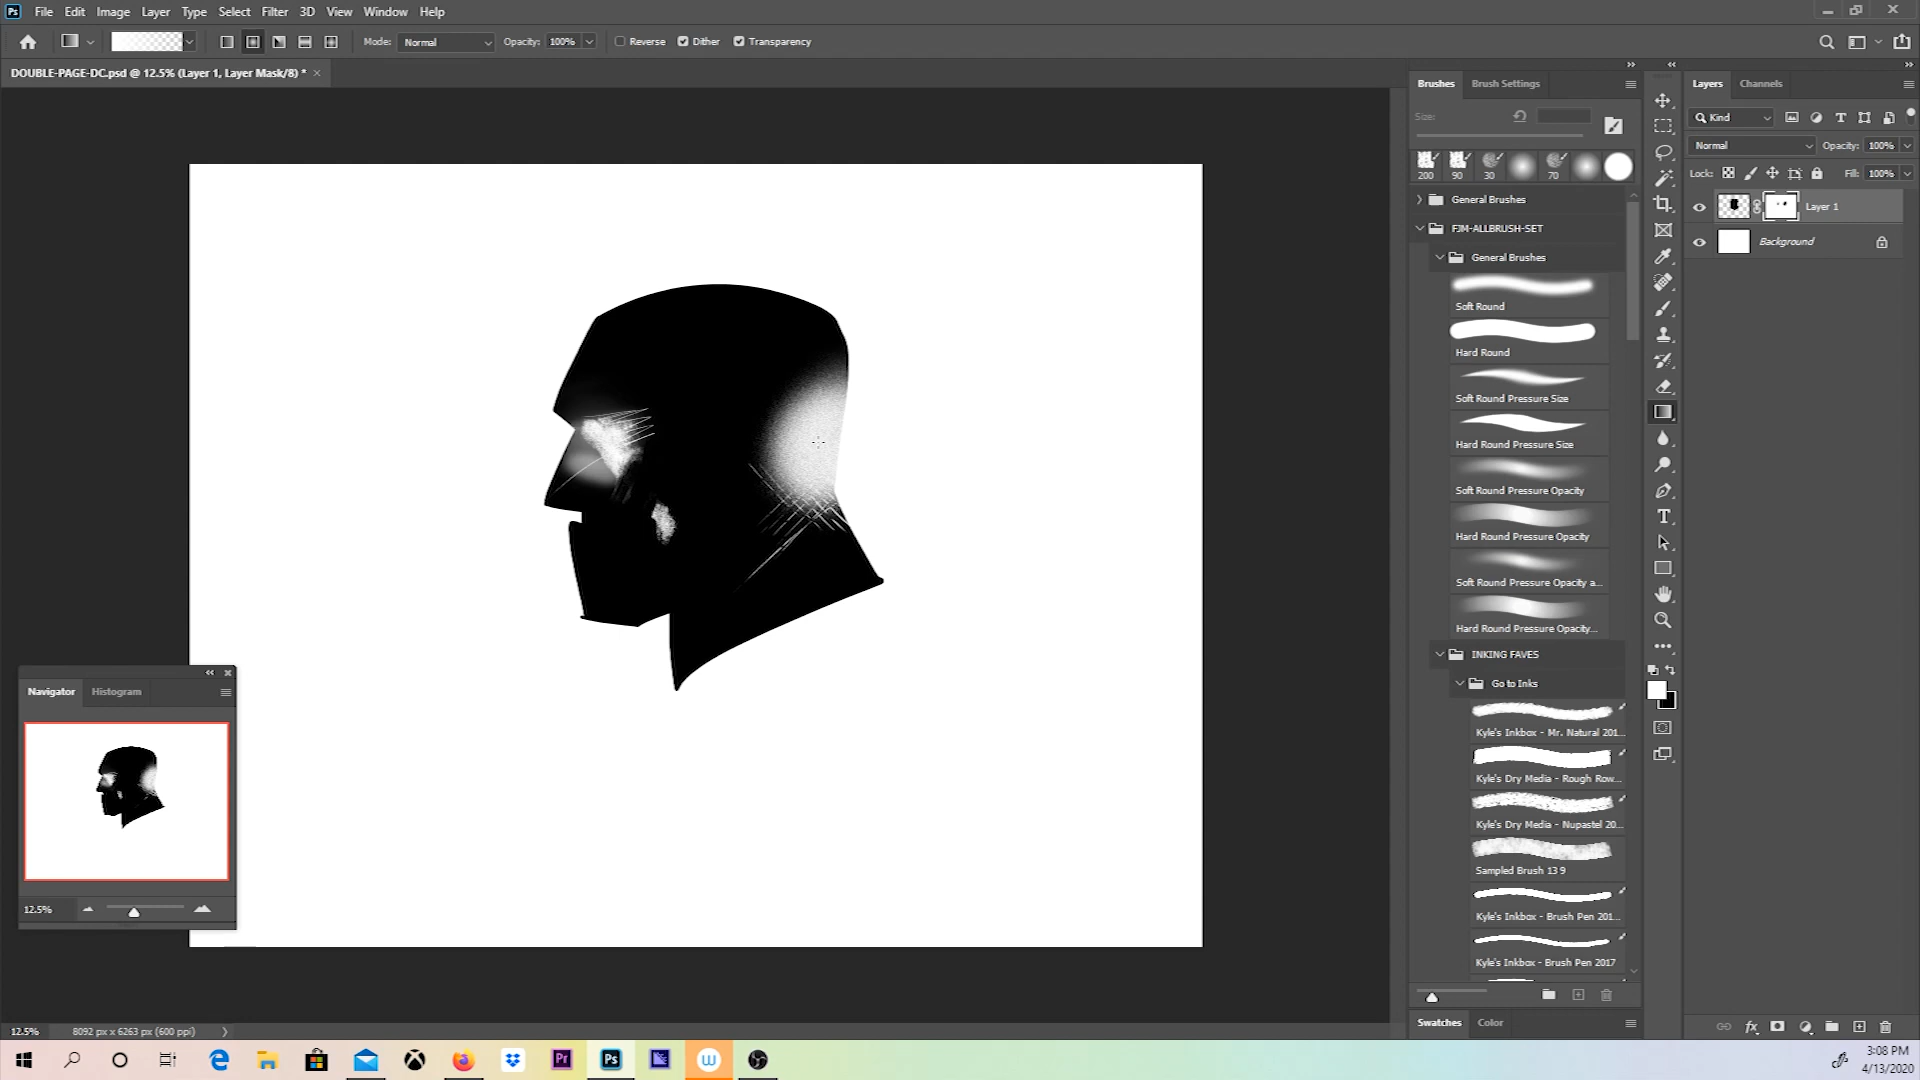 File Edit Image Layer Type Select Filter 3D View Window Help
Mode: Normal Opacity: 100% Reverse Dither Transparency
DOUBLE-PAGE-DC.psd @ 12.5% (Layer 1, Layer Mask/8) *
Brushes Brush Settings
Size:
200 90 30 70
General Brushes
FJM-ALLBRUSH-SET
General Brushes
Soft Round
Hard Round
Soft Round Pressure Size
Hard Round Pressure Size
Soft Round Pressure Opacity
Hard Round Pressure Opacity
Soft Round Pressure Opacity a...
Hard Round Pressure Opacity...
INKING FAVES
Go to Inks
Kyle's Inkbox - Mr. Natural 201...
Kyle's Dry Media - Rough Row...
Kyle's Dry Media - Nupastel 20...
Sampled Brush 13 9
Kyle's Inkbox - Brush Pen 201...
Kyle's Inkbox - Brush Pen 2017
Swatches Color
Layers Channels
Kind
Normal Opacity: 100%
Lock: Fill: 100%
Layer 1
Background
Navigator Histogram
12.5%
12.5% 8092 px x 6263 px (600 ppi)
3:08 PM
4/13/2020